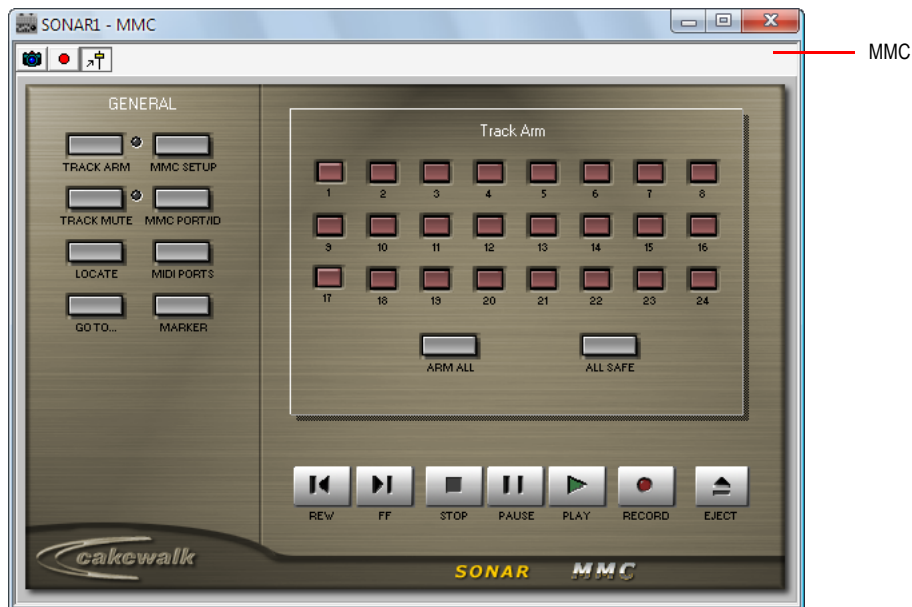 SONAR1 - MMC
MMC
GENERAL
TRACK ARM MMC SETUP
TRACK MUTE MMC PORT/ID
LOCATE MIDI PORTS
GO TO... MARKER
Track Arm
1 2 3 4 5 6 7 8
9 10 11 12 13 14 15 16
17 18 19 20 21 22 23 24
ARM ALL ALL SAFE
REW FF STOP PAUSE PLAY RECORD EJECT
cakewalk
SONAR MMC